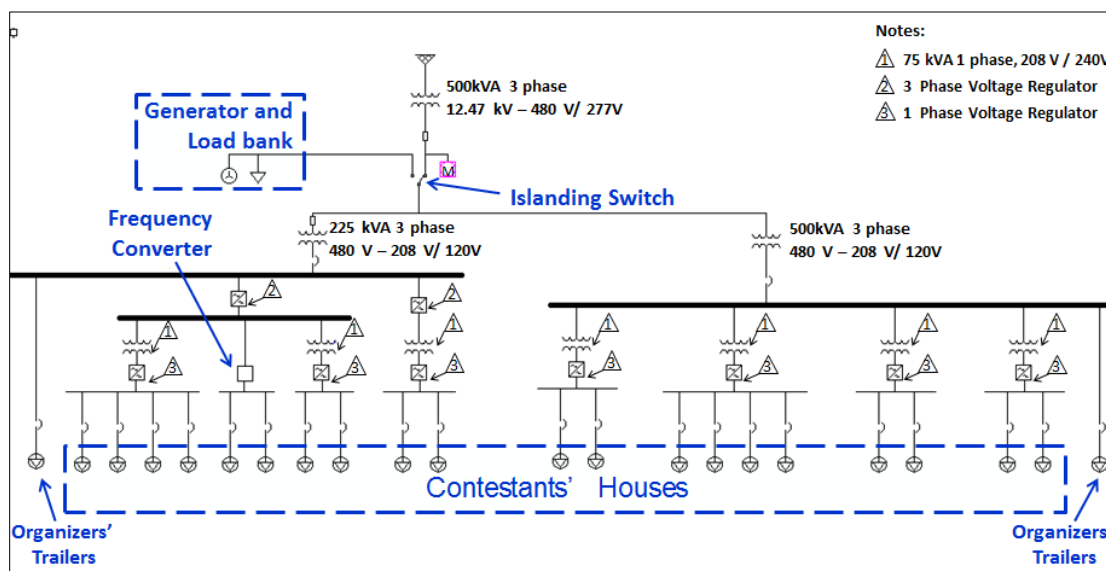 Notes:
1 75 kVA 1 phase, 208 V / 240V
2 3 Phase Voltage Regulator
3 1 Phase Voltage Regulator
500kVA 3 phase
12.47 kV – 480 V/ 277V
Generator and
Load bank
M
Islanding Switch
Frequency
Converter
225 kVA 3 phase
480 V – 208 V/ 120V
500kVA 3 phase
480 V – 208 V/ 120V
2
2
1
1
1
1
1
1
1
3
3
3
3
3
3
3
Contestants' Houses
Organizers'
Trailers
Organizers
Trailers